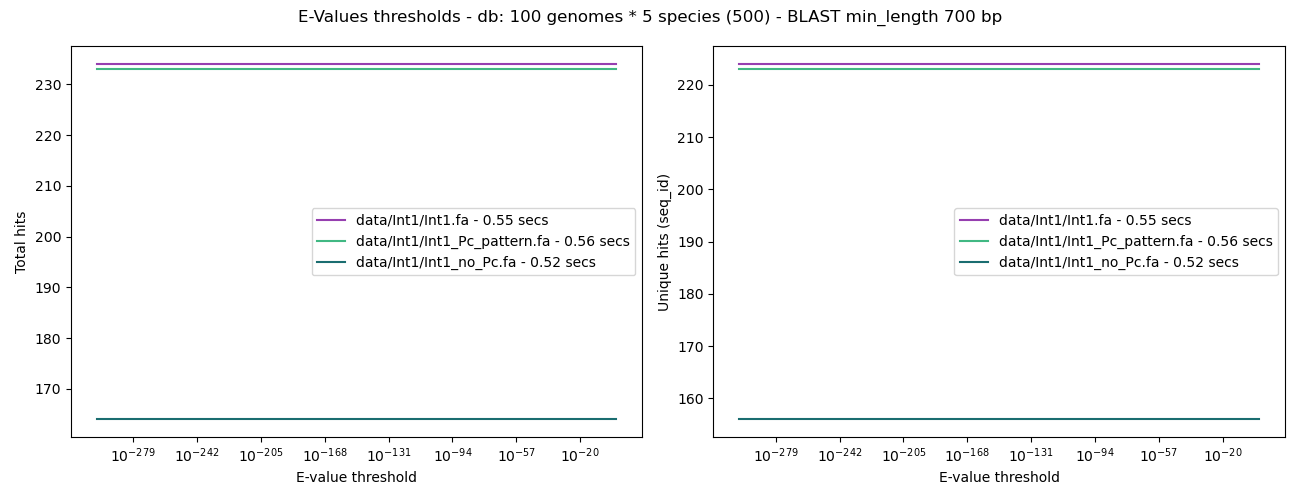 E-Values thresholds - db: 100 genomes * 5 species (500) - BLAST min_length 700 bp
Total hits
230
220
210
200
190
180
170
data/Int1/Int1.fa - 0.55 secs
data/Int1/Int1_Pc_pattern.fa - 0.56 secs
data/Int1/Int1_no_Pc.fa - 0.52 secs
10⁻²⁷⁹ 10⁻²⁴² 10⁻²⁰⁵ 10⁻¹⁶⁸ 10⁻¹³¹ 10⁻⁹⁴ 10⁻⁵⁷ 10⁻²⁰
E-value threshold
Unique hits (seq_id)
220
210
200
190
180
170
160
data/Int1/Int1.fa - 0.55 secs
data/Int1/Int1_Pc_pattern.fa - 0.56 secs
data/Int1/Int1_no_Pc.fa - 0.52 secs
10⁻²⁷⁹ 10⁻²⁴² 10⁻²⁰⁵ 10⁻¹⁶⁸ 10⁻¹³¹ 10⁻⁹⁴ 10⁻⁵⁷ 10⁻²⁰
E-value threshold